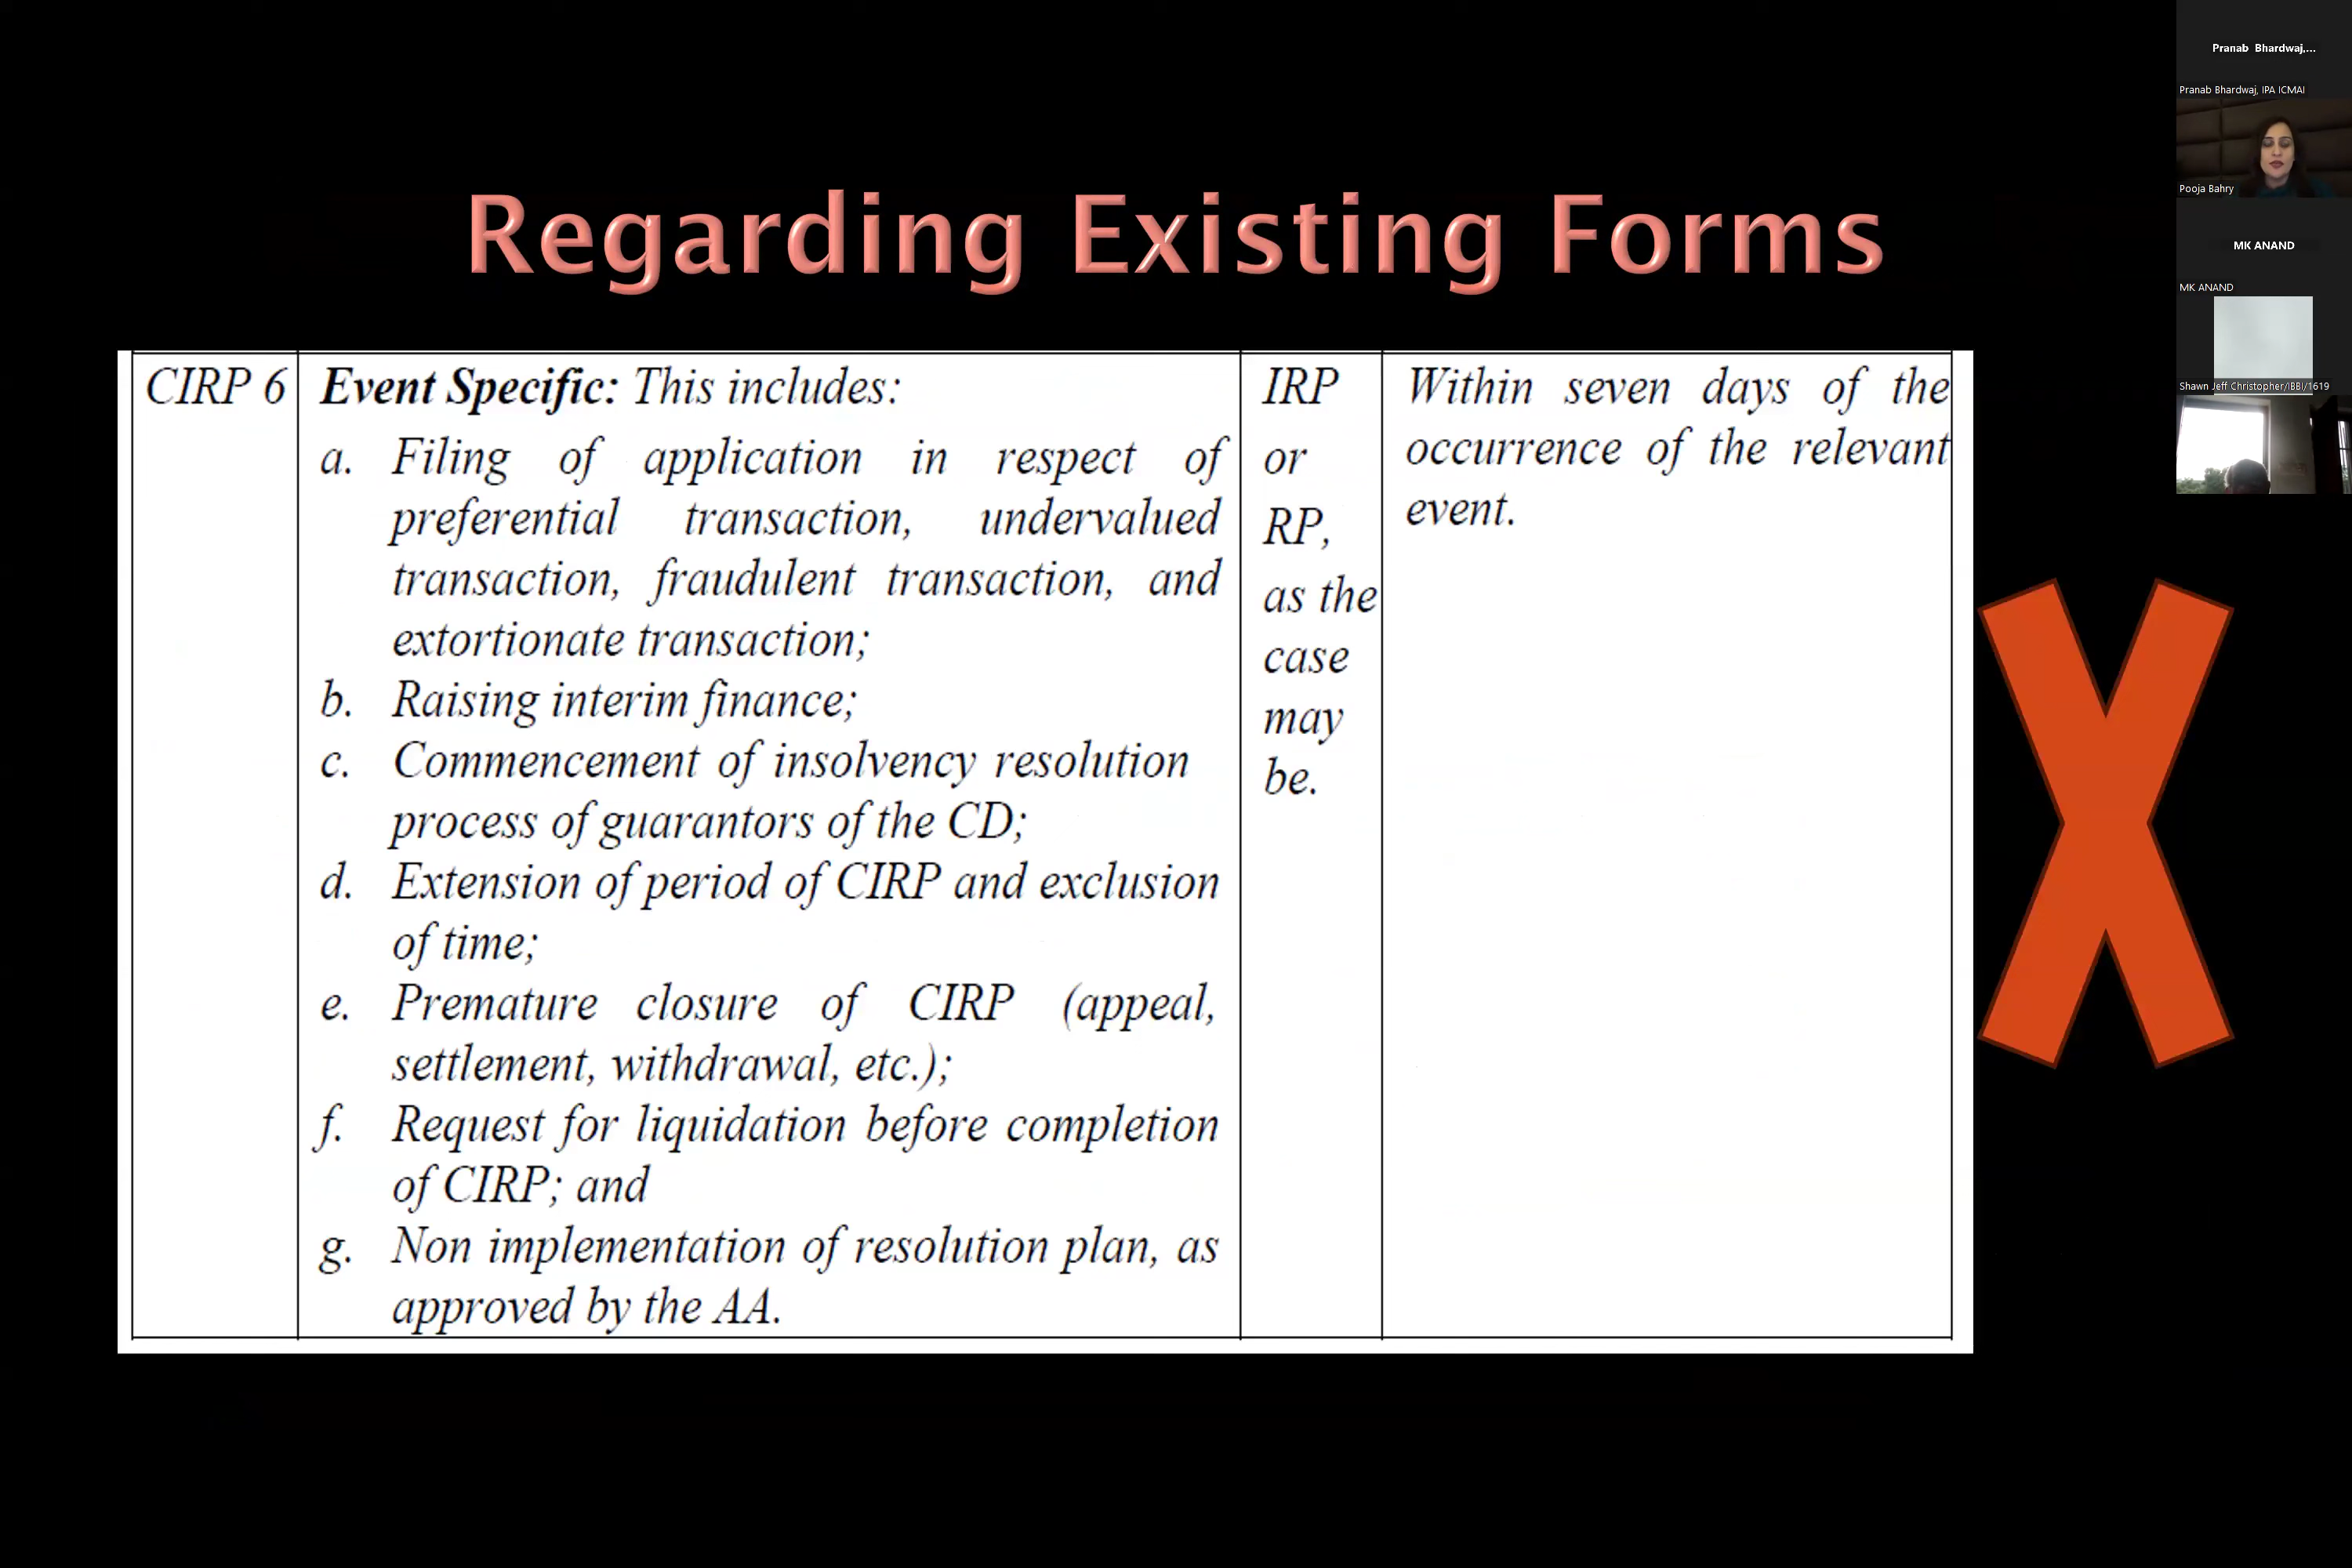 Regarding Existing Forms
CIRP 6
Event Specific: This includes:
a. Filing of application in respect of
preferential transaction, undervalued
transaction, fraudulent transaction, and
extortionate transaction;
b. Raising interim finance;
c. Commencement of insolvency resolution
process of guarantors of the CD;
d. Extension of period of CIRP and exclusion
of time;
e. Premature closure of CIRP (appeal,
settlement, withdrawal, etc.);
f. Request for liquidation before completion
of CIRP; and
g. Non implementation of resolution plan, as
approved by the AA.
IRP
or
RP,
as the
case
may
be.
Within seven days of the
occurrence of the relevant
event.
Pranab Bhardwaj,...
Pranab Bhardwaj, IPA ICMAI
Pooja Bahry
MK ANAND
MK ANAND
Shawn Jeff Christopher/IBBI/1619